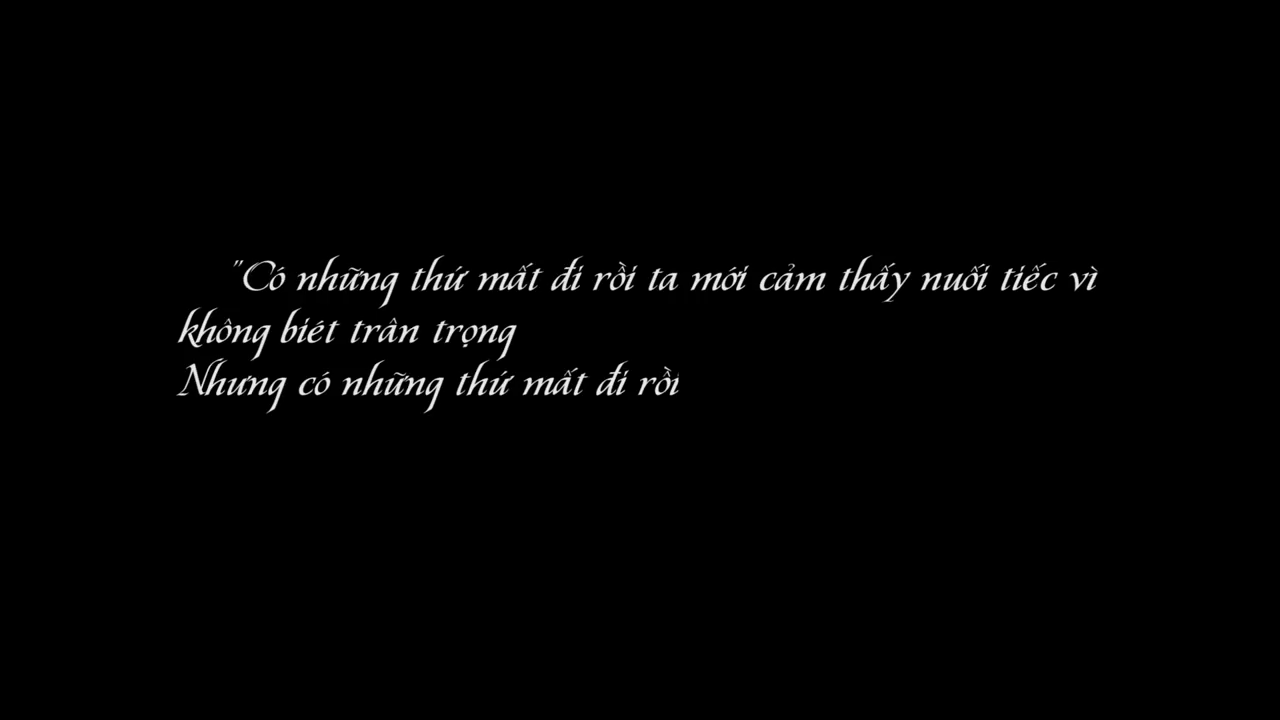 "Có những thứ mất đi rồi ta mới cảm thấy nuối tiếc vì
không biét trân trọng
Nhưng có những thứ mất đi rồi